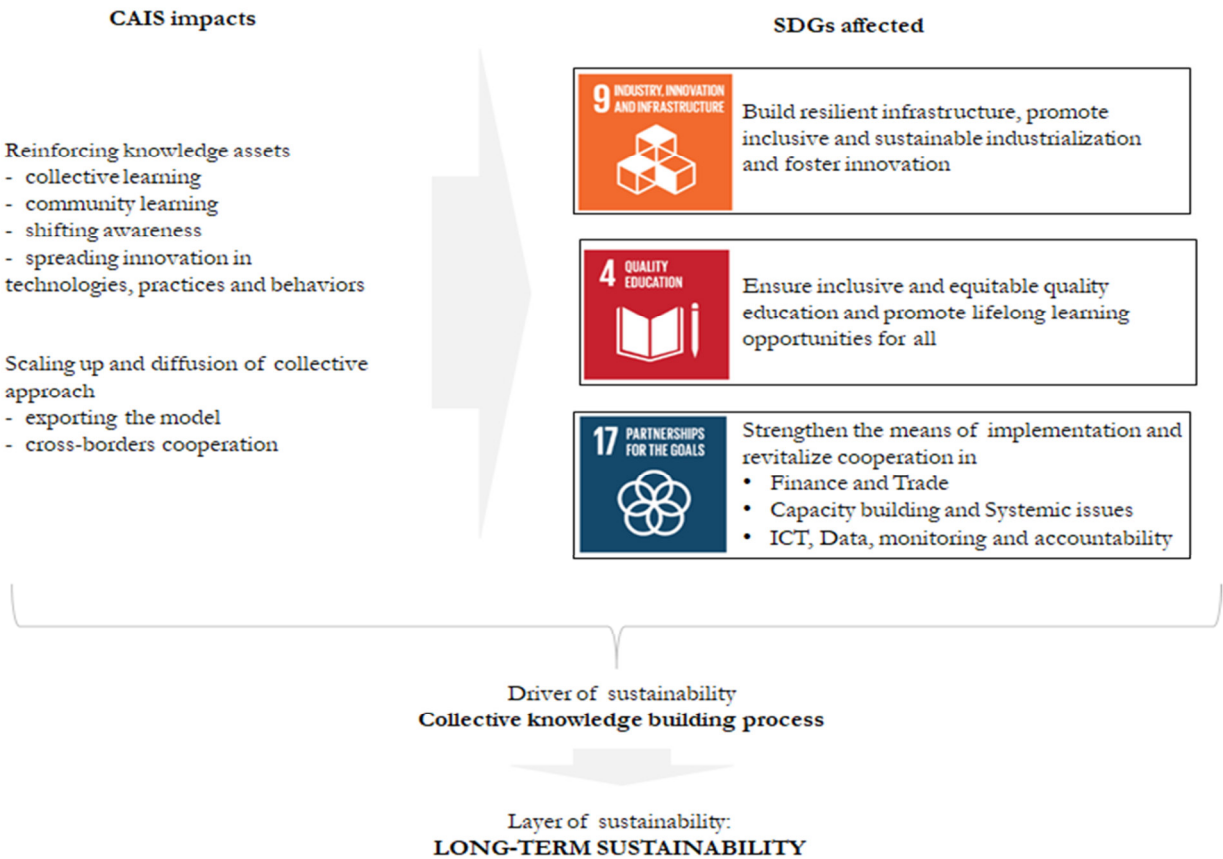 CAIS impacts
SDGs affected
Reinforcing knowledge assets
- collective learning
- community learning
- shifting awareness
- spreading innovation in
technologies, practices and behaviors
Scaling up and diffusion of collective
approach
- exporting the model
- cross-borders cooperation
9 INDUSTRY, INNOVATION
AND INFRASTRUCTURE
Build resilient infrastructure, promote
inclusive and sustainable industrialization
and foster innovation
4 QUALITY
EDUCATION
Ensure inclusive and equitable quality
education and promote lifelong learning
opportunities for all
17 PARTNERSHIPS
FOR THE GOALS
Strengthen the means of implementation and
revitalize cooperation in
• Finance and Trade
• Capacity building and Systemic issues
• ICT, Data, monitoring and accountability
Driver of sustainability
Collective knowledge building process
Layer of sustainability:
LONG-TERM SUSTAINABILITY